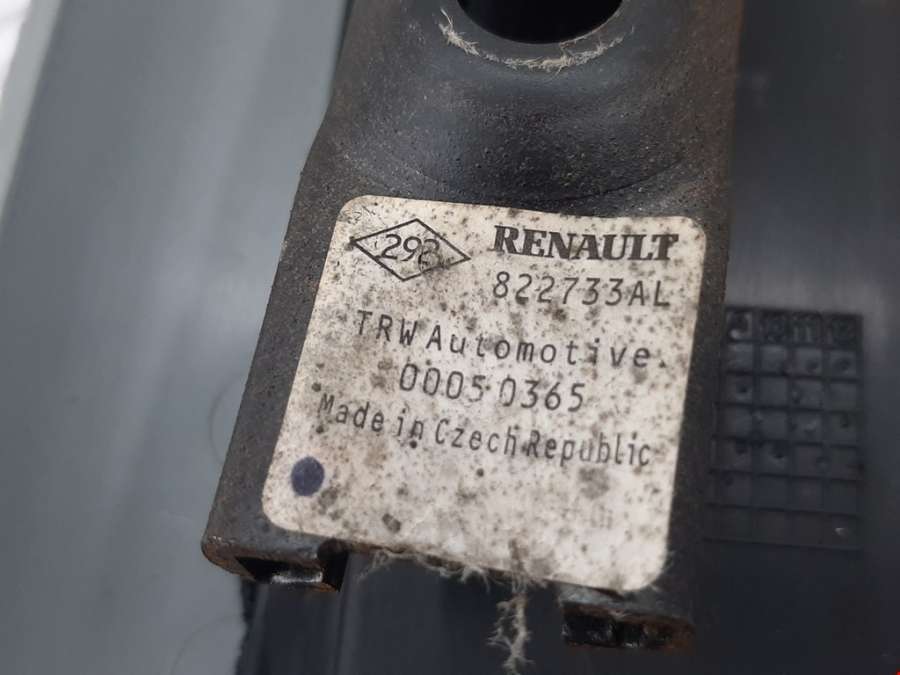 292 RENAULT
822733AL
TRW Automotive.
00050365
Made in Czech Republic